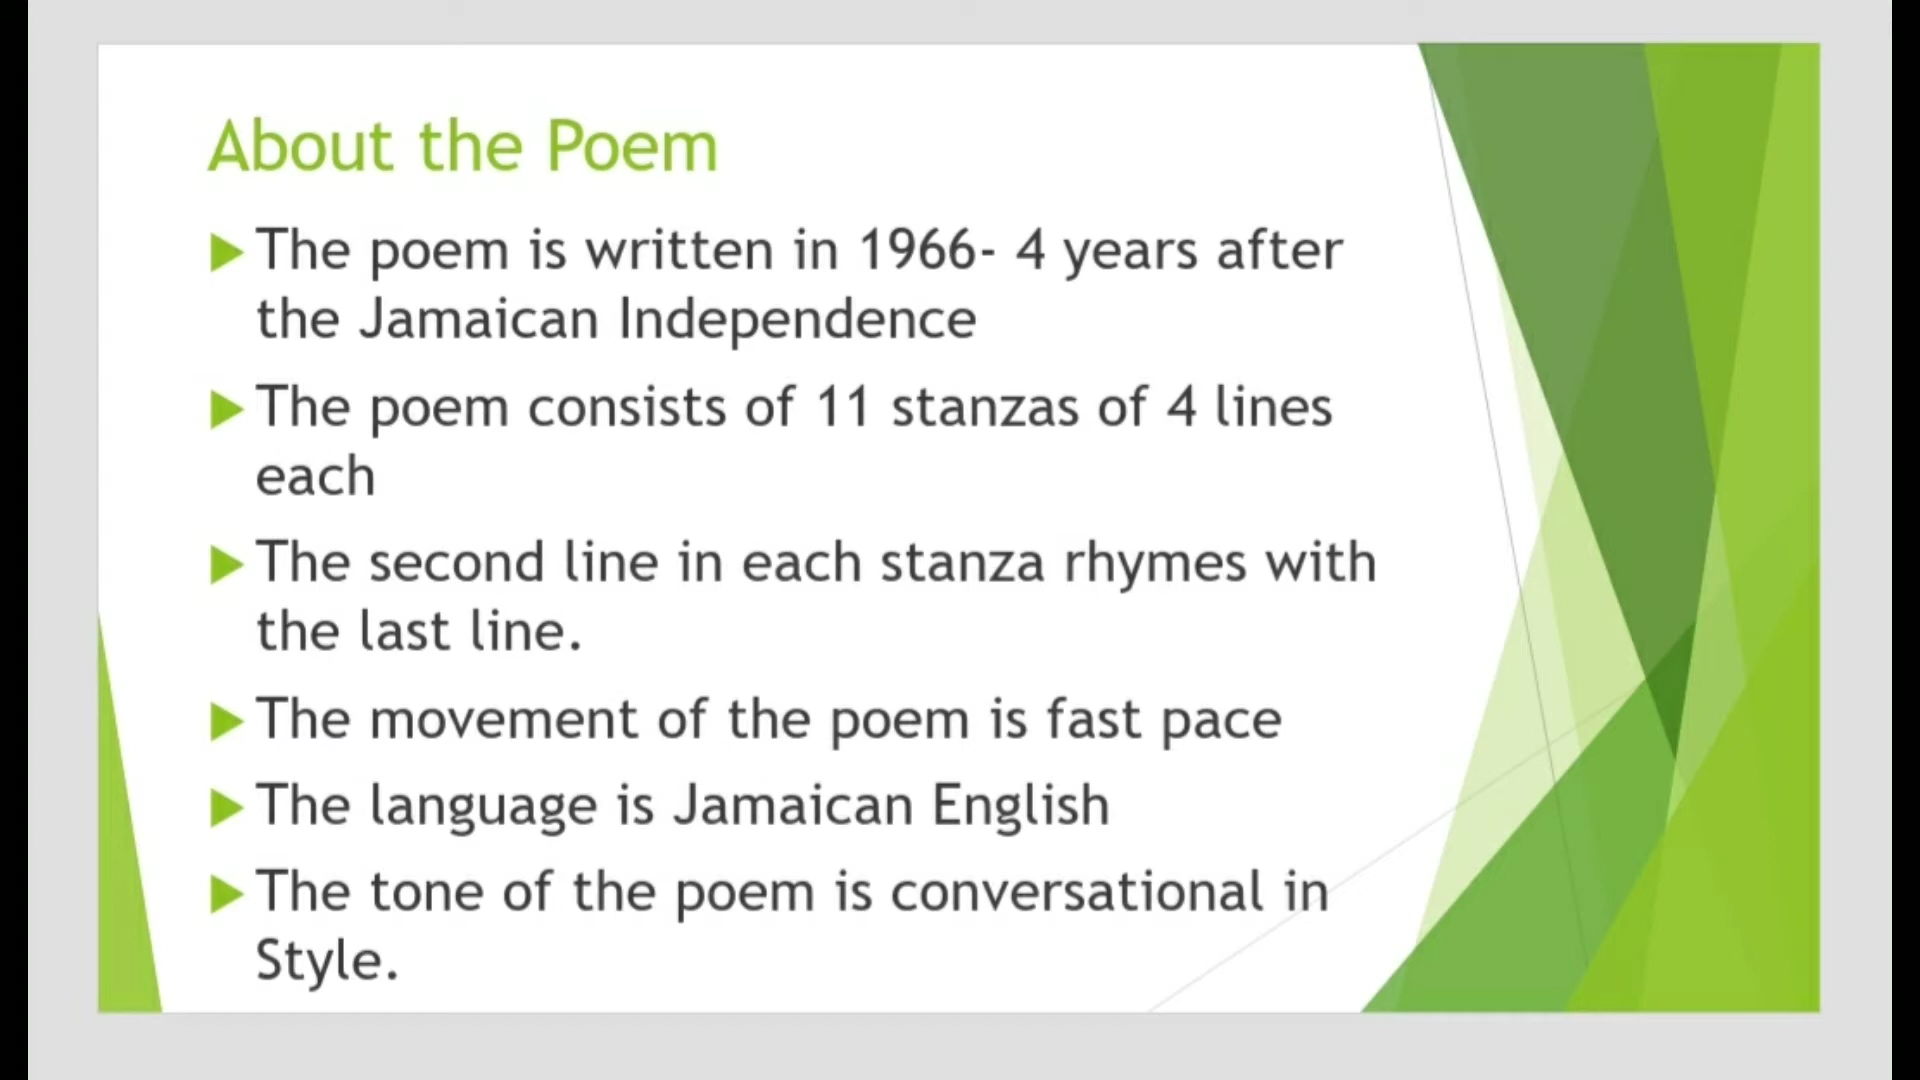 About the Poem
The poem is written in 1966- 4 years after
the Jamaican Independence
The poem consists of 11 stanzas of 4 lines
each
The second line in each stanza rhymes with
the last line.
The movement of the poem is fast pace
The language is Jamaican English
The tone of the poem is conversational in
Style.